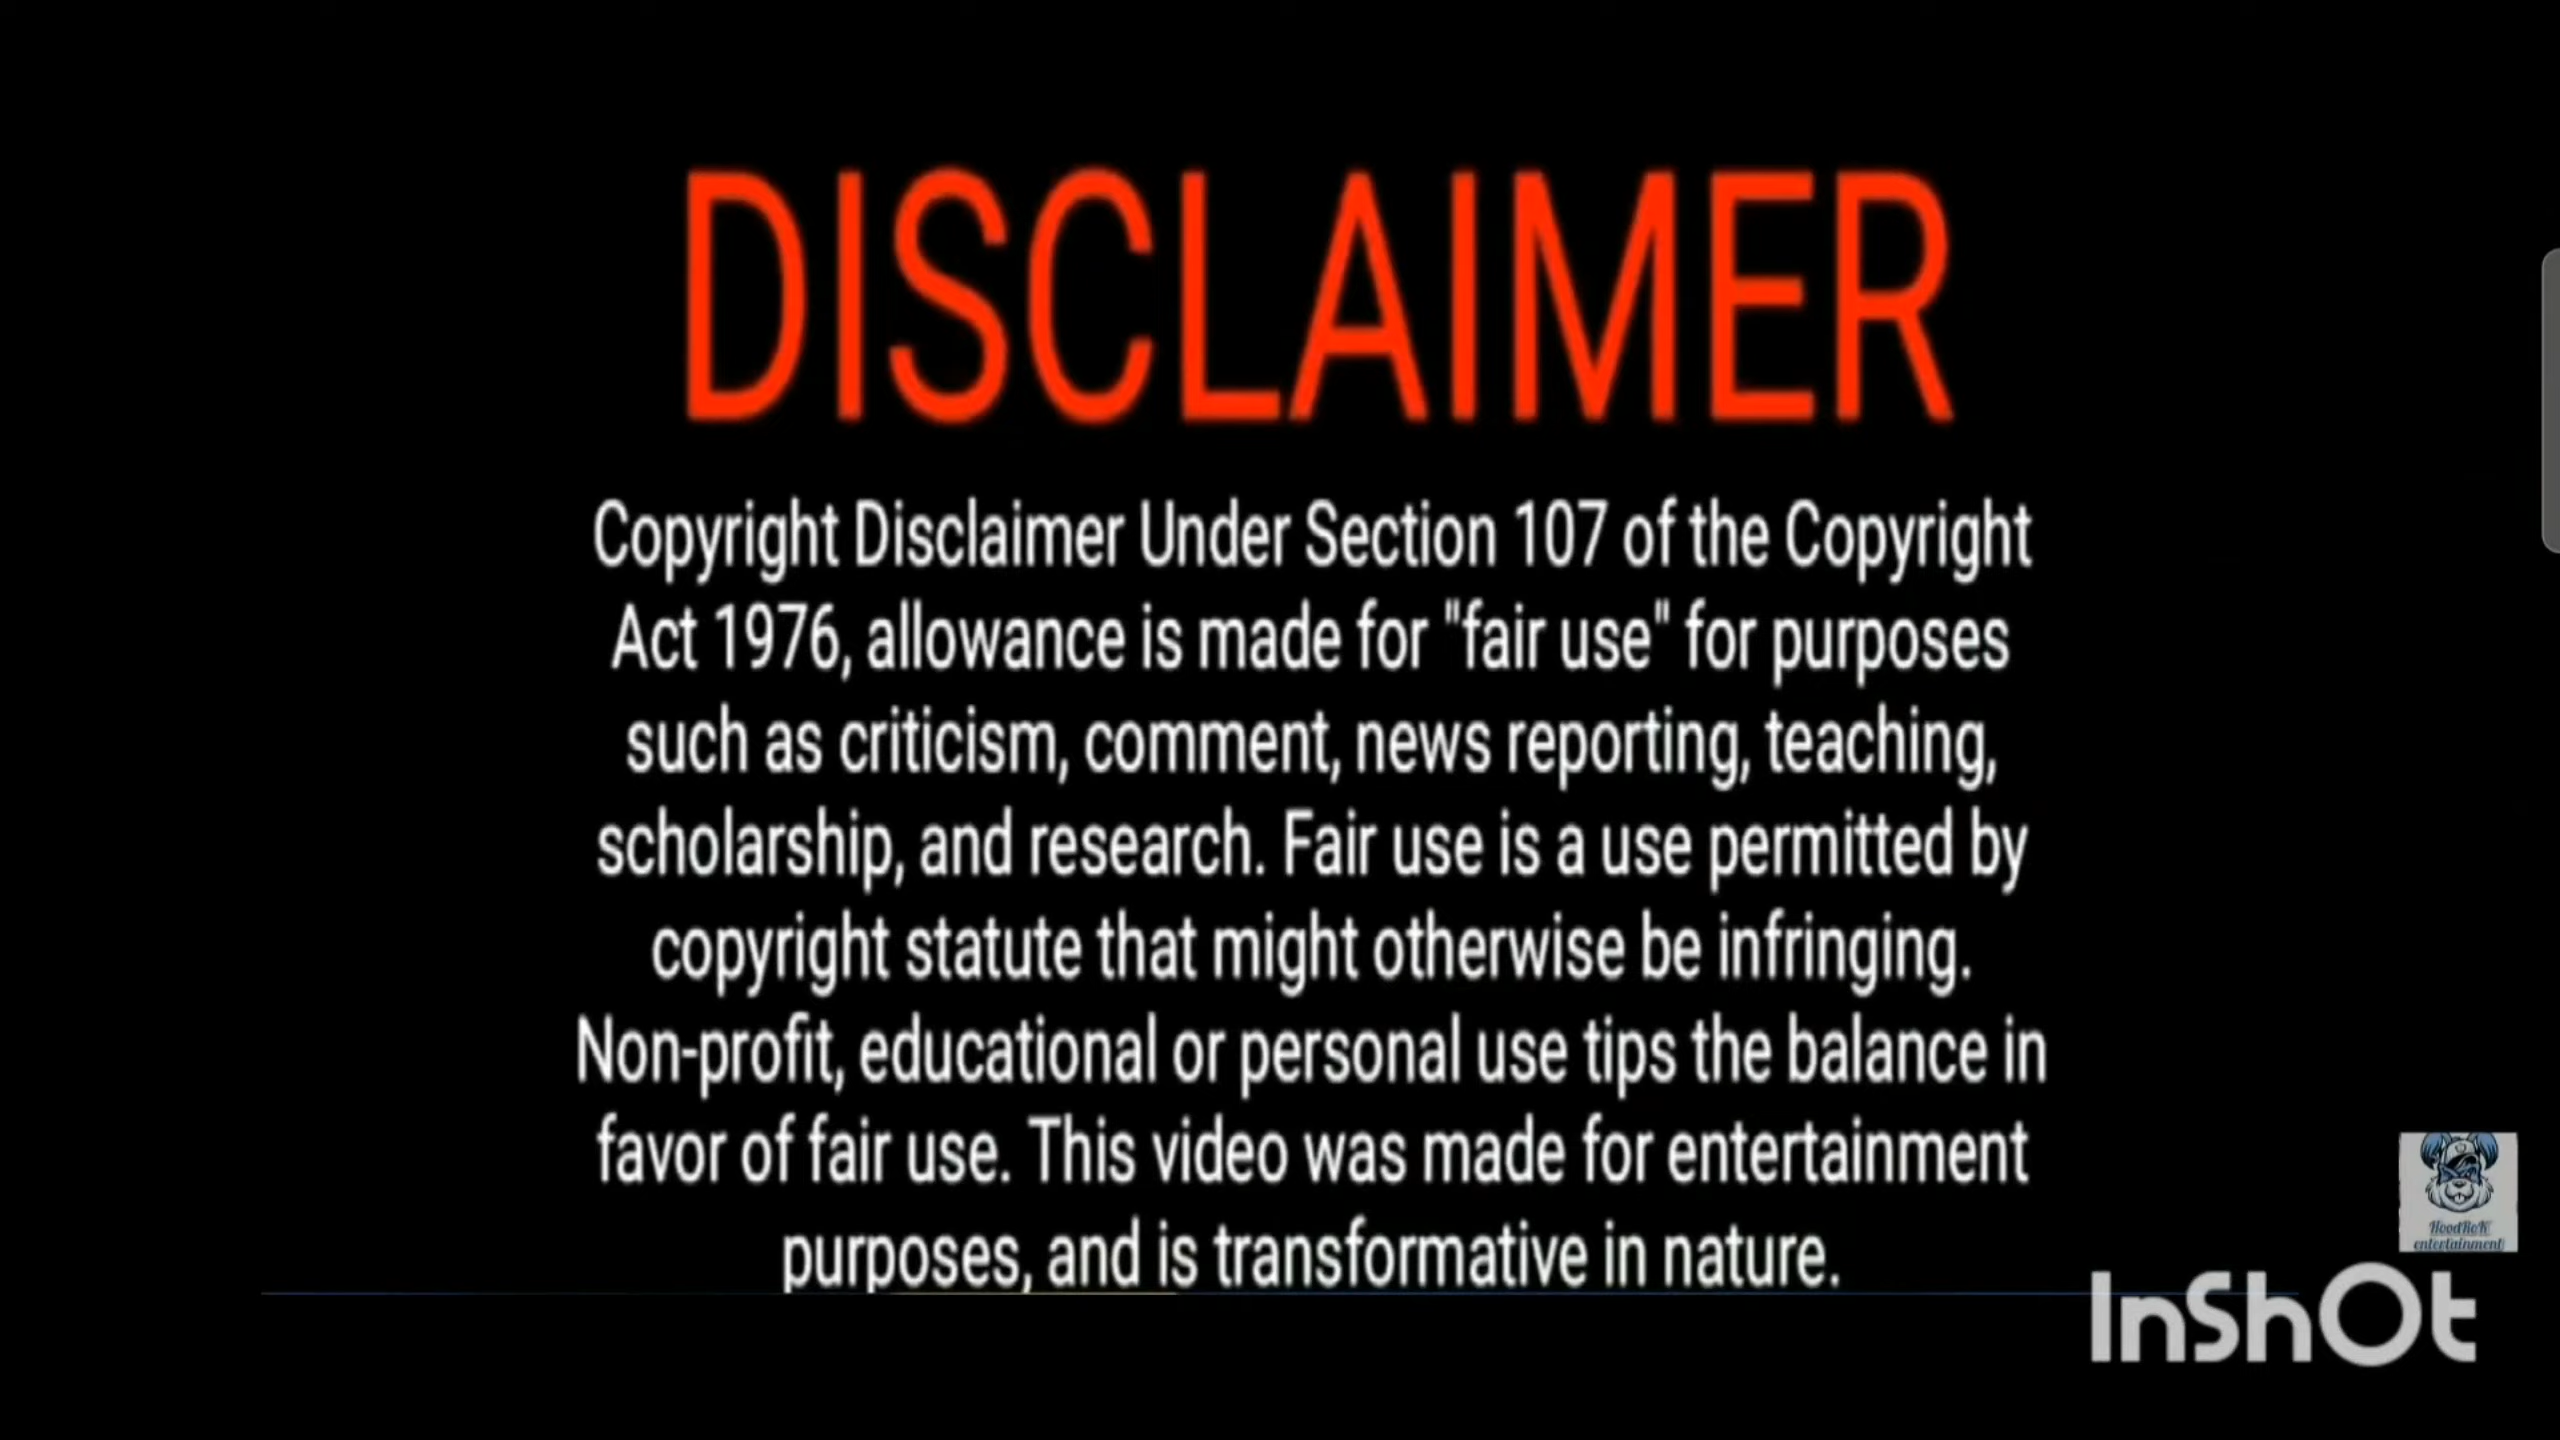 DISCLAIMER
Copyright Disclaimer Under Section 107 of the Copyright
Act 1976, allowance is made for "fair use" for purposes
such as criticism, comment, news reporting, teaching,
scholarship, and research. Fair use is a use permitted by
copyright statute that might otherwise be infringing.
Non-profit, educational or personal use tips the balance in
favor of fair use. This video was made for entertainment
purposes, and is transformative in nature.
HoodRoK
entertainment
InShOt